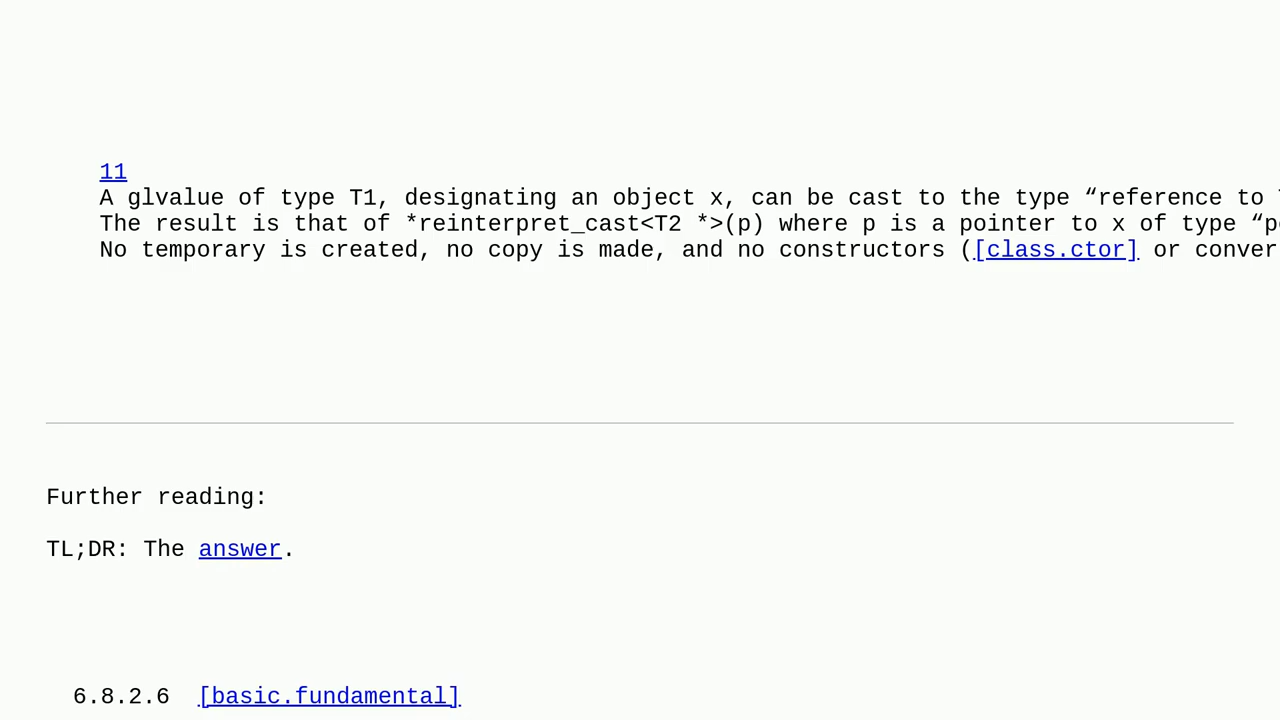 11
A glvalue of type T1, designating an object x, can be cast to the type “reference to
The result is that of *reinterpret_cast<T2 *>(p) where p is a pointer to x of type
No temporary is created, no copy is made, and no constructors ([class.ctor] or
Further reading:
TL;DR: The answer.
6.8.2.6 [basic.fundamental]